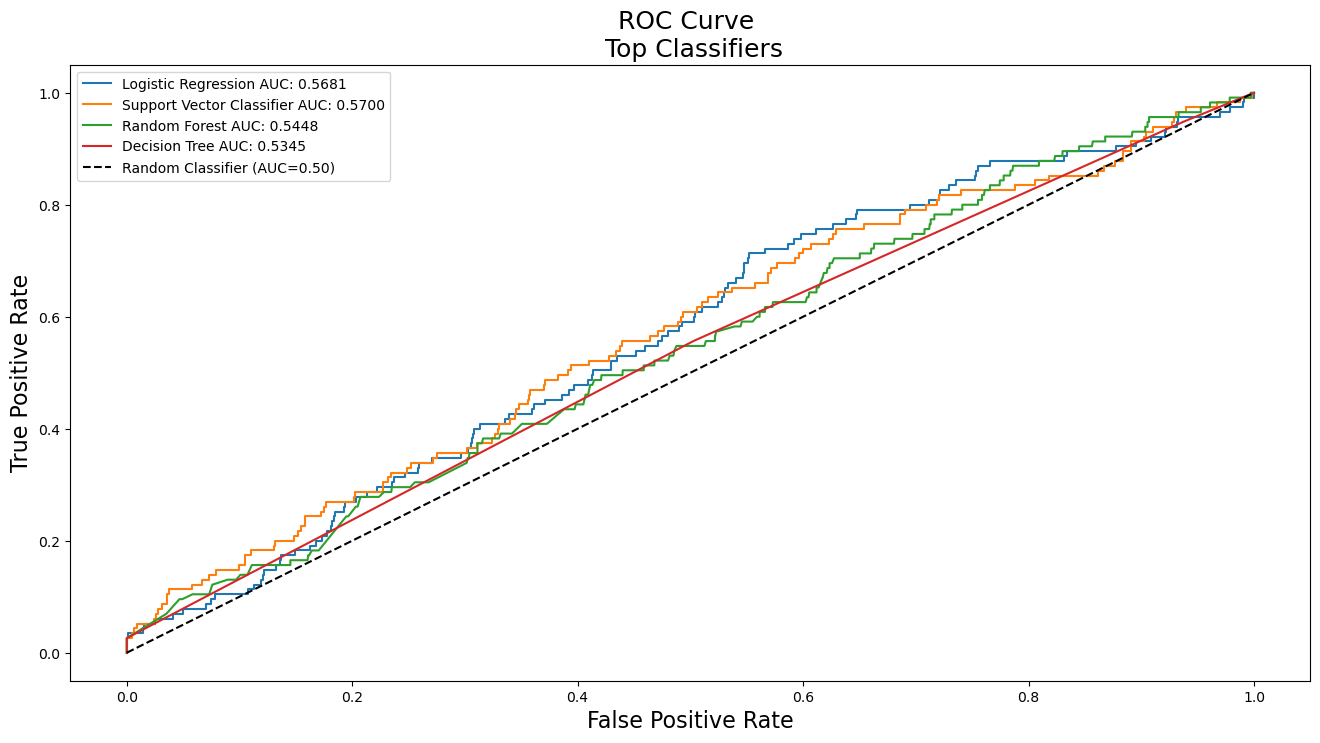 ROC Curve
Top Classifiers
Logistic Regression AUC: 0.5681
Support Vector Classifier AUC: 0.5700
Random Forest AUC: 0.5448
Decision Tree AUC: 0.5345
Random Classifier (AUC=0.50)
True Positive Rate
1.0
0.8
0.6
0.4
0.2
0.0
0.0 0.2 0.4 0.6 0.8 1.0
False Positive Rate